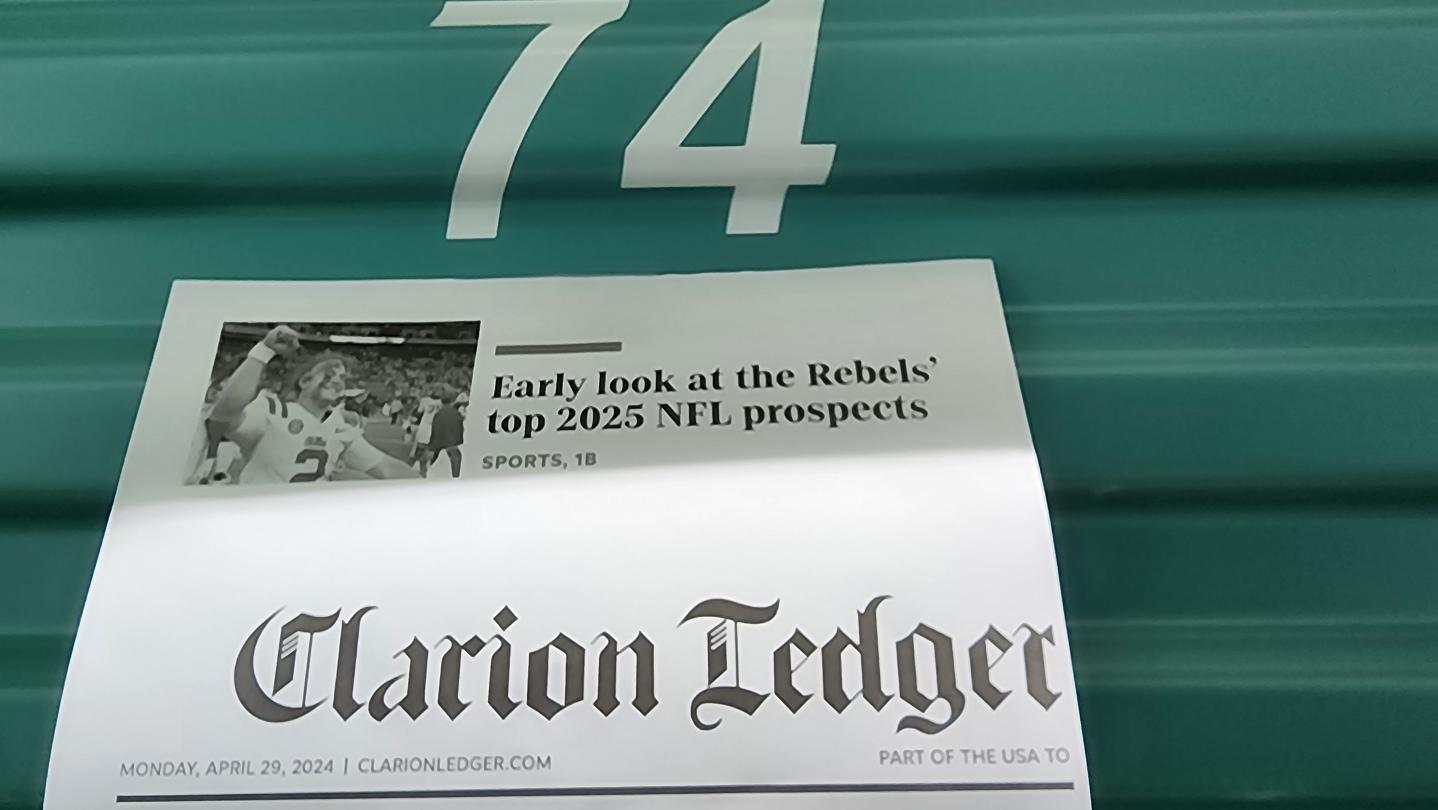 74
Early look at the Rebels’
top 2025 NFL prospects
SPORTS, 1B
Clarion Ledger
MONDAY, APRIL 29, 2024 | CLARIONLEDGER.COM
PART OF THE USA TO
2